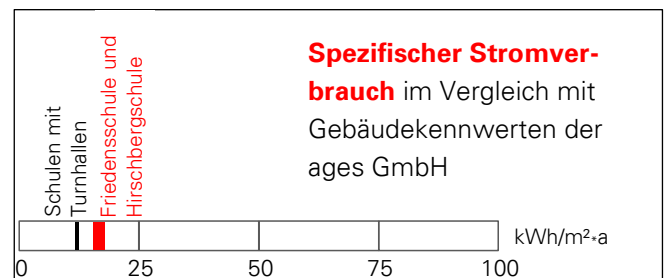 Spezifischer Stromver-
brauch im Vergleich mit
Gebäudekennwerten der
ages GmbH
Schulen mit
Turnhallen
Friedensschule und
Hirschbergschule
0 25 50 75 100
kWh/m²*a